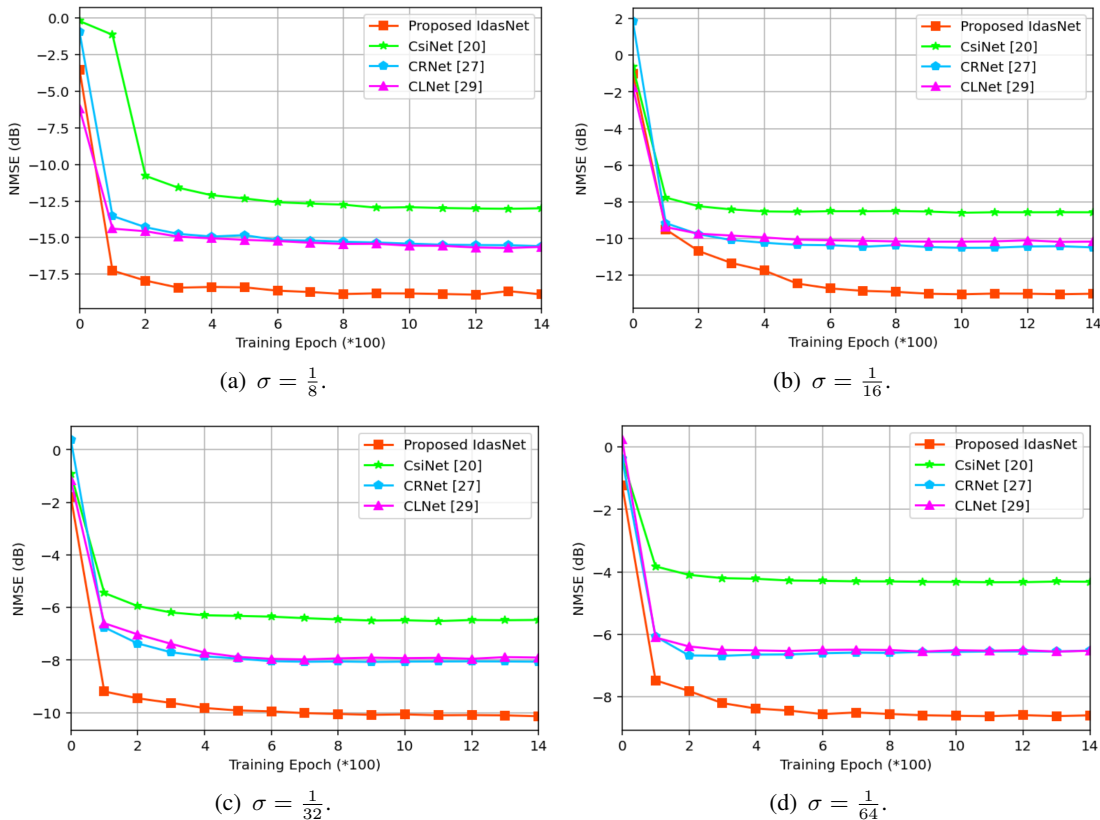 0.0
−2.5
−5.0
−7.5
−10.0
−12.5
−15.0
−17.5
NMSE (dB)
Proposed IdasNet
CsiNet [20]
CRNet [27]
CLNet [29]
0 2 4 6 8 10 12 14
Training Epoch (*100)
(a) σ = 1/8.
2
0
−2
−4
−6
−8
−10
−12
NMSE (dB)
Proposed IdasNet
CsiNet [20]
CRNet [27]
CLNet [29]
0 2 4 6 8 10 12 14
Training Epoch (*100)
(b) σ = 1/16.
0
−2
−4
−6
−8
−10
NMSE (dB)
Proposed IdasNet
CsiNet [20]
CRNet [27]
CLNet [29]
0 2 4 6 8 10 12 14
Training Epoch (*100)
(c) σ = 1/32.
0
−2
−4
−6
−8
NMSE (dB)
Proposed IdasNet
CsiNet [20]
CRNet [27]
CLNet [29]
0 2 4 6 8 10 12 14
Training Epoch (*100)
(d) σ = 1/64.